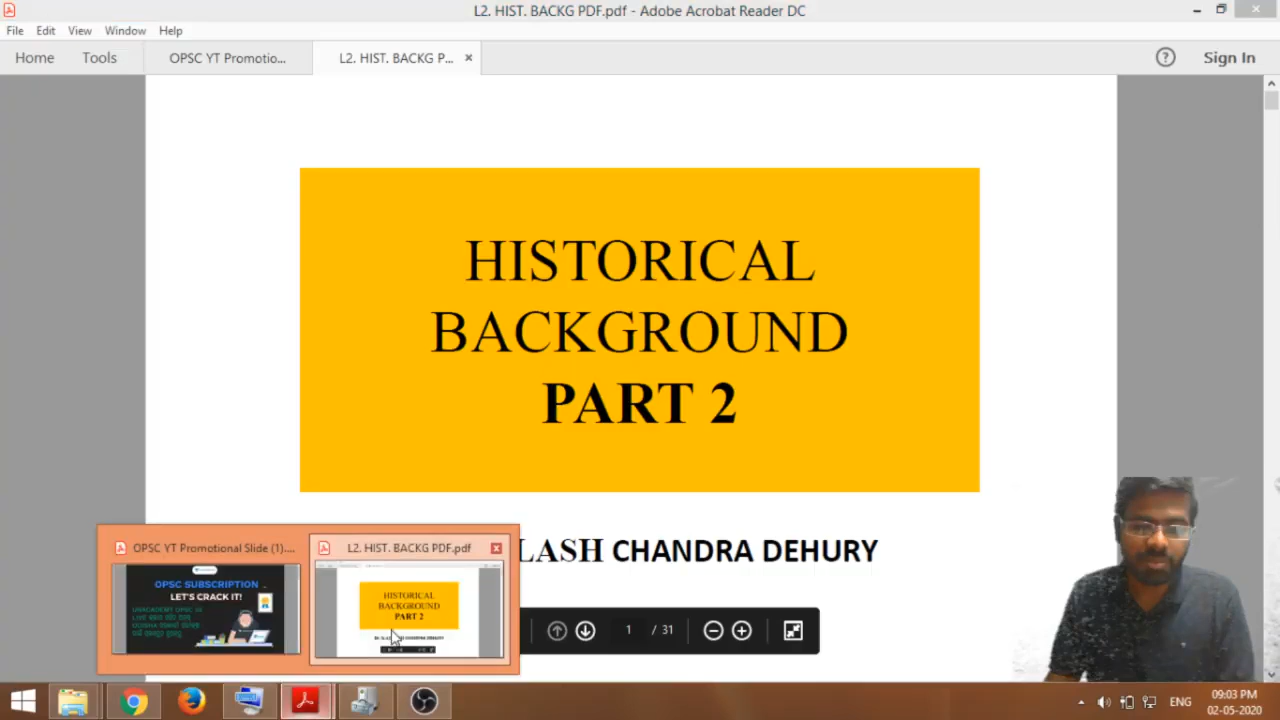 L2. HIST. BACKG PDF.pdf - Adobe Acrobat Reader DC
File Edit View Window Help
Home Tools OPSC YT Promotio... L2. HIST. BACKG P... × ? Sign In
HISTORICAL
BACKGROUND
PART 2
LASH CHANDRA DEHURY
OPSC YT Promotional Slide (1).... L2. HIST. BACKG PDF.pdf
OPSC SUBSCRIPTION
LET'S CRACK IT!
HISTORICAL
BACKGROUND
PART 2
1 / 31
ENG
09:03 PM
02-05-2020